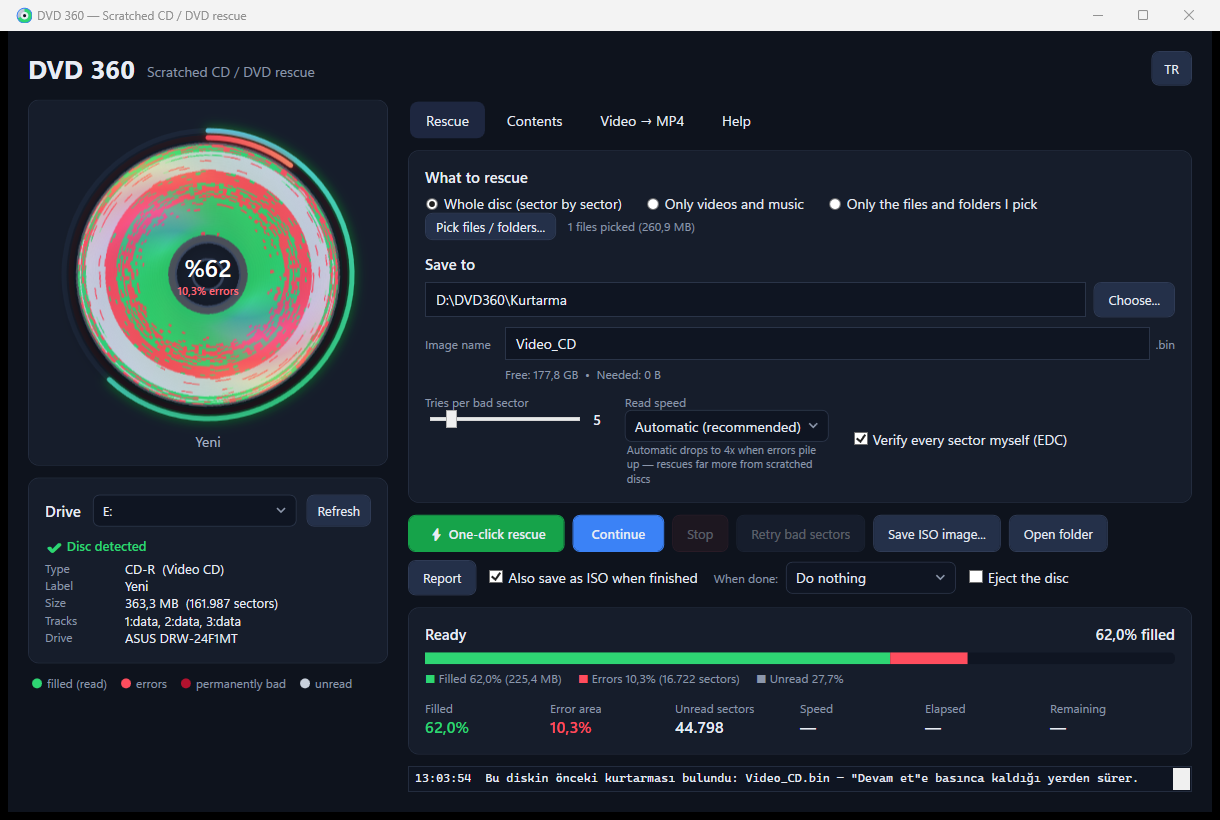 DVD 360 — Scratched CD / DVD rescue
DVD 360 Scratched CD / DVD rescue
TR
%62
10,3% errors
Yeni
Drive E: Refresh
Disc detected
Type CD-R (Video CD)
Label Yeni
Size 363,3 MB (161.987 sectors)
Tracks 1:data, 2:data, 3:data
Drive ASUS DRW-24F1MT
filled (read) errors permanently bad unread
Rescue Contents Video → MP4 Help
What to rescue
Whole disc (sector by sector) Only videos and music Only the files and folders I pick
Pick files / folders... 1 files picked (260,9 MB)
Save to
D:\DVD360\Kurtarma Choose...
Image name Video_CD .bin
Free: 177,8 GB • Needed: 0 B
Tries per bad sector Read speed
5 Automatic (recommended) Verify every sector myself (EDC)
Automatic drops to 4x when errors pile
up — rescues far more from scratched
discs
One-click rescue Continue Stop Retry bad sectors Save ISO image... Open folder
Report Also save as ISO when finished When done: Do nothing Eject the disc
Ready 62,0% filled
Filled 62,0% (225,4 MB) Errors 10,3% (16.722 sectors) Unread 27,7%
Filled Error area Unread sectors Speed Elapsed Remaining
62,0% 10,3% 44.798 — — —
13:03:54 Bu diskin önceki kurtarması bulundu: Video_CD.bin — "Devam et"e basınca kaldığı yerden sürer.